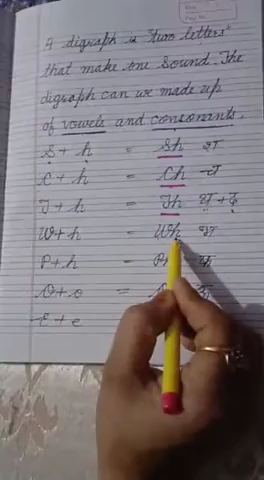 A digraph is "two letters"
that make one Sound. The
digraph can we made up
of vowels and consonants.
S + h = Sh श
C + h = Ch च
T + h = Th थ + द
W + h = Wh
P + h =
O + o =
E + e